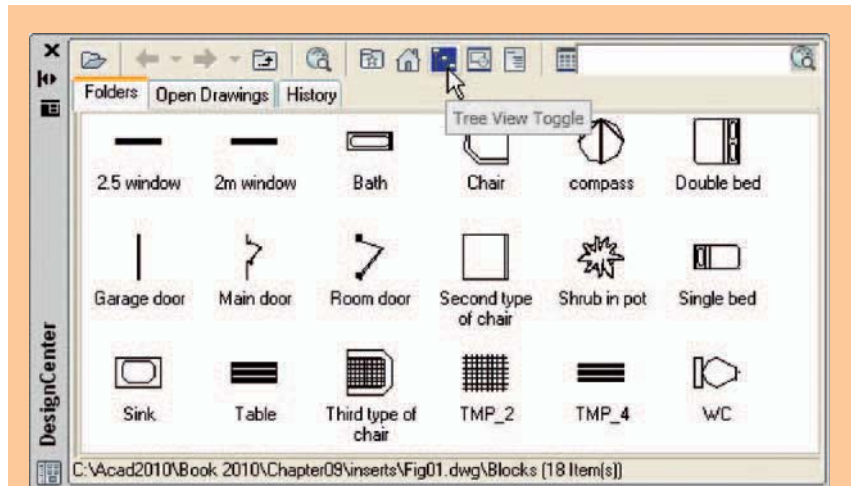 Folders Open Drawings History
Tree View Toggle
2.5 window 2m window Bath Chair compass Double bed
Garage door Main door Room door Second type of chair Shrub in pot Single bed
Sink Table Third type of chair TMP_2 TMP_4 WC
DesignCenter
C:\Acad2010\Book 2010\Chapter09\inserts\Fig01.dwg\Blocks (18 Item(s))